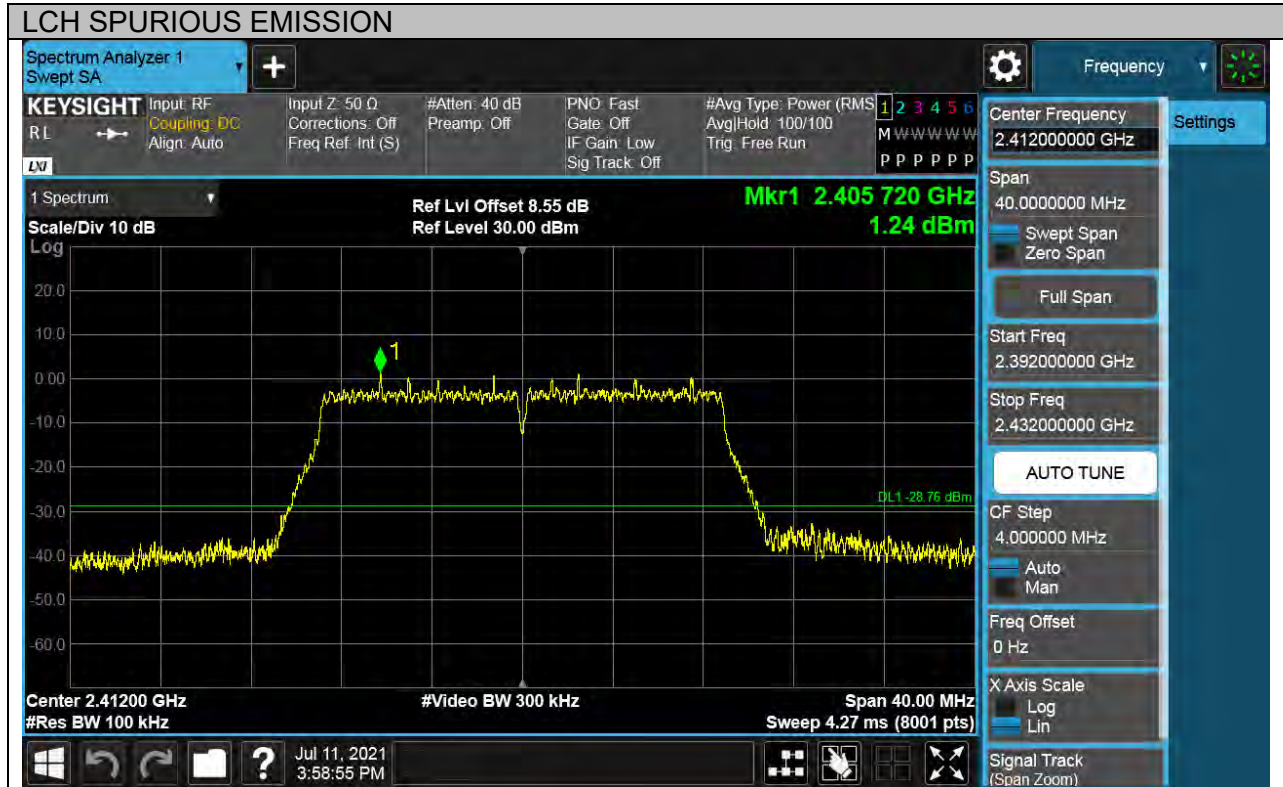 LCH SPURIOUS EMISSION
Spectrum Analyzer 1
Swept SA
+
Frequency
KEYSIGHT
RL
LXI
Input: RF
Coupling: DC
Align: Auto
Input Z: 50 Ω
Corrections: Off
Freq Ref: Int (S)
#Atten: 40 dB
Preamp: Off
PNO: Fast
Gate: Off
IF Gain: Low
Sig Track: Off
#Avg Type: Power (RMS
Avg|Hold: 100/100
Trig: Free Run
1 2 3 4 5 6
M W W W W W
P P P P P P
1 Spectrum
Scale/Div 10 dB
Log
Ref Lvl Offset 8.55 dB
Ref Level 30.00 dBm
Mkr1 2.405 720 GHz
1.24 dBm
20.0
10.0
0.00
-10.0
-20.0
-30.0
-40.0
-50.0
-60.0
1
DL1 -28.76 dBm
Center 2.41200 GHz
#Res BW 100 kHz
#Video BW 300 kHz
Span 40.00 MHz
Sweep 4.27 ms (8001 pts)
Center Frequency
2.412000000 GHz
Settings
Span
40.0000000 MHz
Swept Span
Zero Span
Full Span
Start Freq
2.392000000 GHz
Stop Freq
2.432000000 GHz
AUTO TUNE
CF Step
4.000000 MHz
Auto
Man
Freq Offset
0 Hz
X Axis Scale
Log
Lin
Signal Track
(Span Zoom)
?
Jul 11, 2021
3:58:55 PM